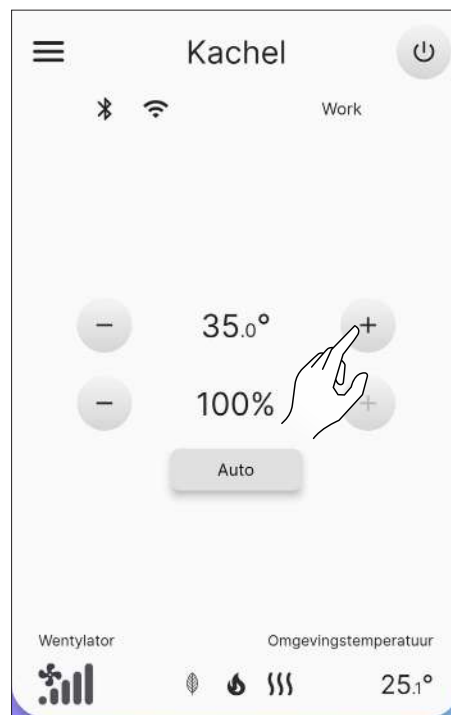 Kachel
Work
− 35.0° +
− 100% +
Auto
Wentylator Omgevingstemperatuur
25.1°